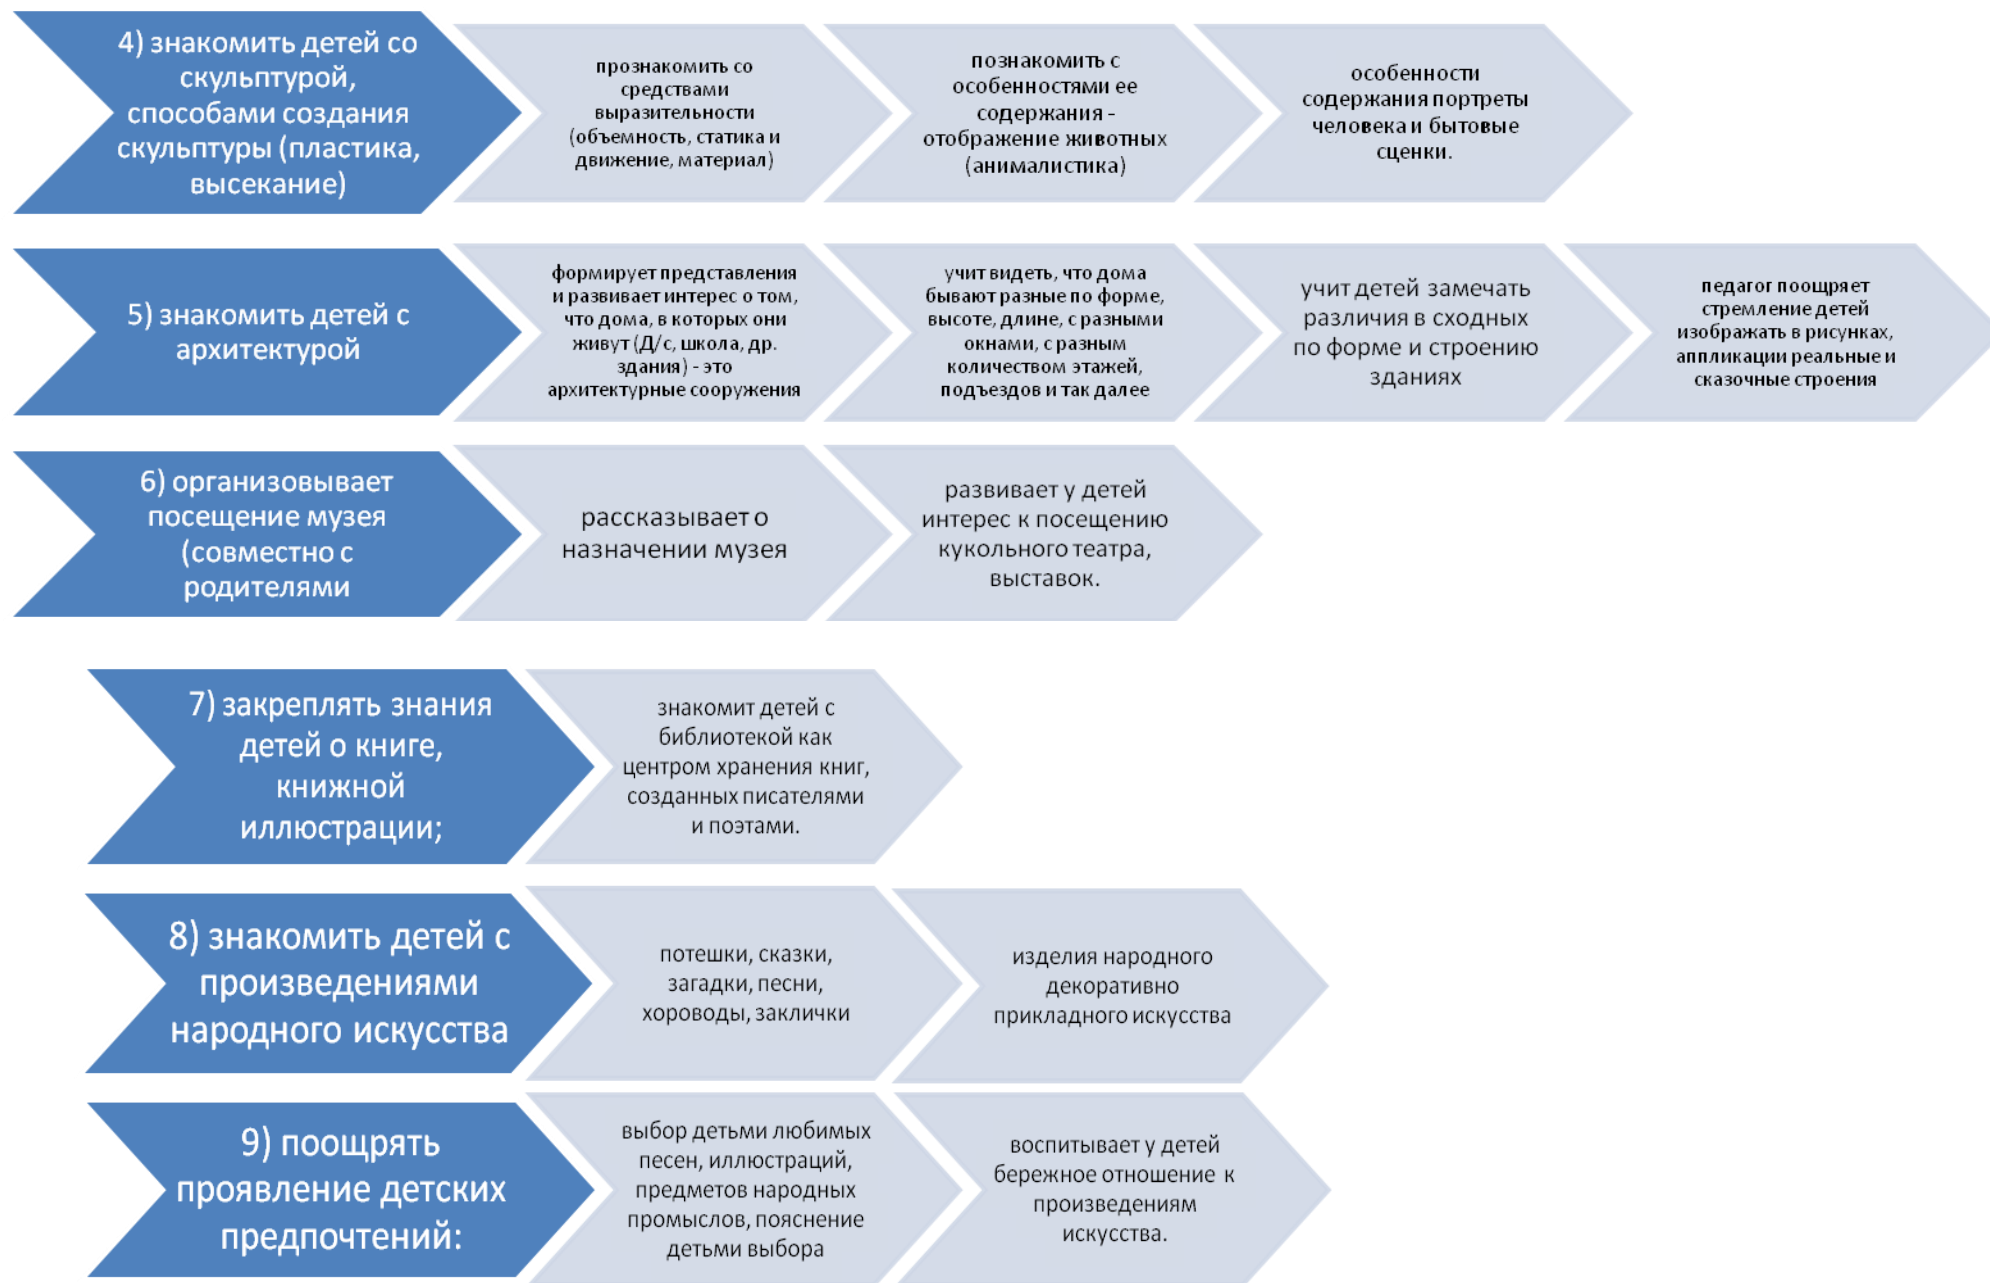 4) знакомить детей со
скульптурой,
способами создания
скульптуры (пластика,
высекание)
прознакомить со
средствами
выразительности
(объемность, статика и
движение, материал)
познакомить с
особенностями ее
содержания -
отображение животных
(анималистика)
особенности
содержания портреты
человека и бытовые
сценки.
5) знакомить детей с
архитектурой
формирует представления
и развивает интерес о том,
что дома, в которых они
живут (Д/с, школа, др.
здания) - это
архитектурные сооружения
учит видеть, что дома
бывают разные по форме,
высоте, длине, с разными
окнами, с разным
количеством этажей,
подъездов и так далее
учит детей замечать
различия в сходных
по форме и строению
зданиях
педагог поощряет
стремление детей
изображать в рисунках,
аппликации реальные и
сказочные строения
6) организовывает
посещение музея
(совместно с
родителями
рассказывает о
назначении музея
развивает у детей
интерес к посещению
кукольного театра,
выставок.
7) закреплять знания
детей о книге,
книжной
иллюстрации;
знакомит детей с
библиотекой как
центром хранения книг,
созданных писателями
и поэтами.
8) знакомить детей с
произведениями
народного искусства
потешки, сказки,
загадки, песни,
хороводы, заклички
изделия народного
декоративно
прикладного искусства
9) поощрять
проявление детских
предпочтений:
выбор детьми любимых
песен, иллюстраций,
предметов народных
промыслов, пояснение
детьми выбора
воспитывает у детей
бережное отношение к
произведениям
искусства.